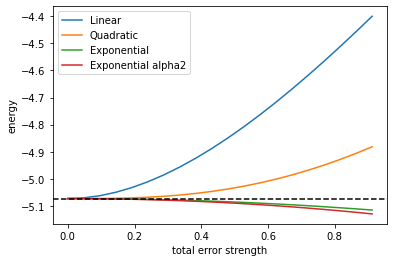 −4.4
−4.5
−4.6
−4.7
−4.8
−4.9
−5.0
−5.1
energy
Linear
Quadratic
Exponential
Exponential alpha2
0.0 0.2 0.4 0.6 0.8
total error strength